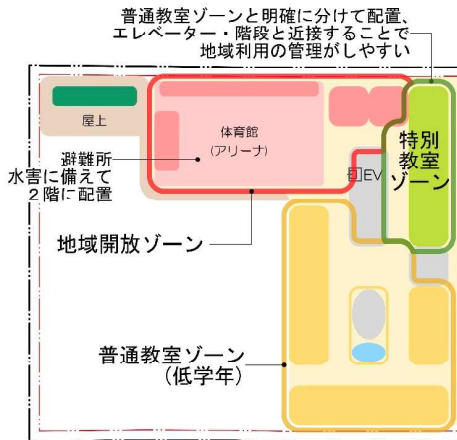 普通教室ゾーンと明確に分けて配置、
エレベーター・階段と近接することで
地域利用の管理がしやすい
屋上
体育館
(アリーナ)
特別
教室
ゾーン
避難所
水害に備えて
2階に配置
EV
地域開放ゾーン
普通教室ゾーン
(低学年)